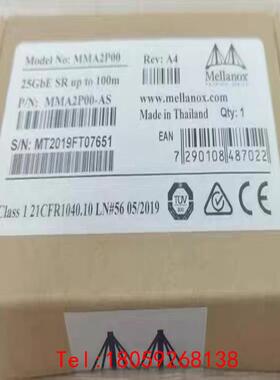 Model No: MMA2P00
Rev: A4
25GbE SR up to 100m
Mellanox
P/N: MMA2P00-AS
www.mellanox.com
Made in Thailand
Qty: 1
S/N: MT2019FT07651
EAN
7 290108 487022
Class 1 21CFR1040.10 LN#56 05/2019
TÜV
Tel:18059268138